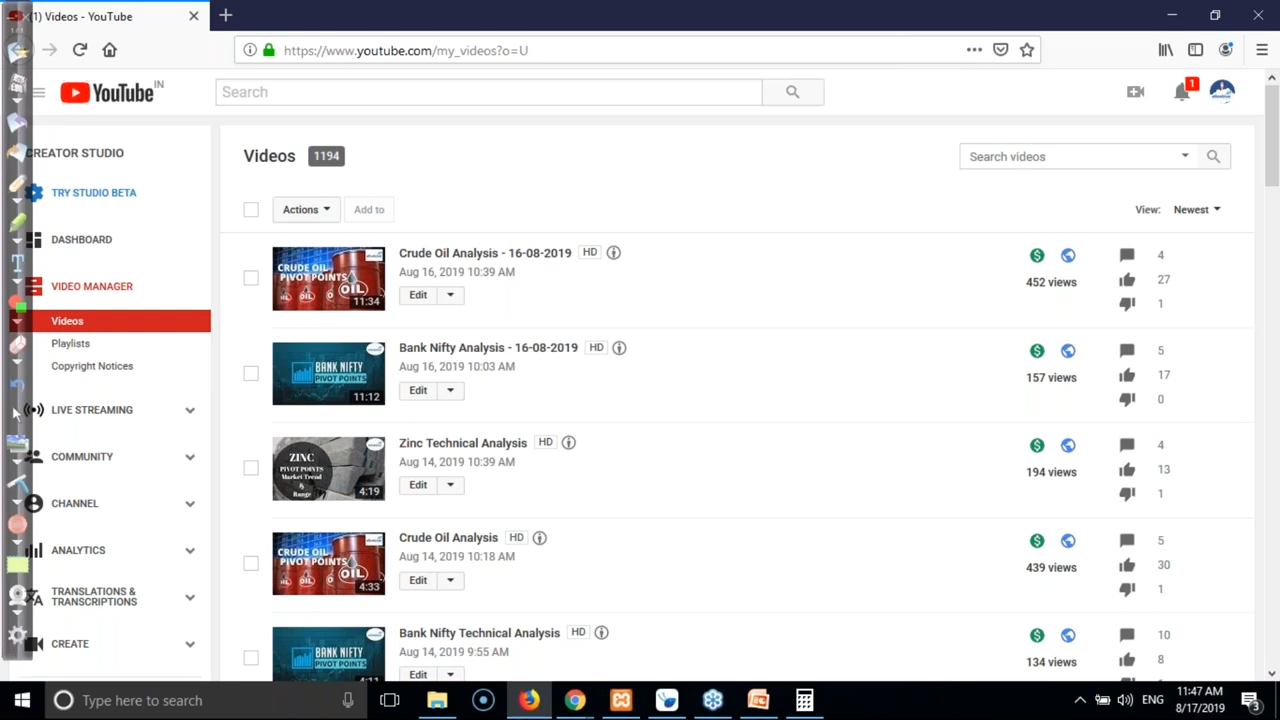 (1) Videos - YouTube
https://www.youtube.com/my_videos?o=U
YouTube IN
Search
1
CREATOR STUDIO
TRY STUDIO BETA
DASHBOARD
VIDEO MANAGER
Videos
Playlists
Copyright Notices
LIVE STREAMING
COMMUNITY
CHANNEL
ANALYTICS
TRANSLATIONS &
TRANSCRIPTIONS
CREATE
Videos 1194
Search videos
Actions Add to
View: Newest
CRUDE OIL
PIVOT POINTS
OIL
11:34
Crude Oil Analysis - 16-08-2019 HD
Aug 16, 2019 10:39 AM
Edit
452 views
4
27
1
BANK NIFTY
PIVOT POINTS
11:12
Bank Nifty Analysis - 16-08-2019 HD
Aug 16, 2019 10:03 AM
Edit
157 views
5
17
0
ZINC
PIVOT POINTS
Market Trend
&
Range
4:19
Zinc Technical Analysis HD
Aug 14, 2019 10:39 AM
Edit
194 views
4
13
1
CRUDE OIL
PIVOT POINTS
OIL
4:33
Crude Oil Analysis HD
Aug 14, 2019 10:18 AM
Edit
439 views
5
30
1
BANK NIFTY
PIVOT POINTS
Bank Nifty Technical Analysis HD
Aug 14, 2019 9:55 AM
Edit
134 views
10
8
Type here to search
ENG
11:47 AM
8/17/2019
3